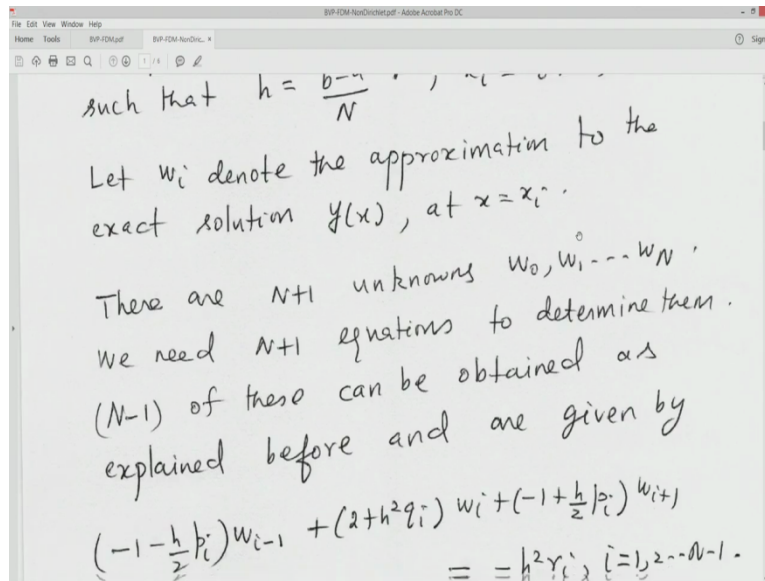 BVP-FDM-NonDirichlet.pdf - Adobe Acrobat Pro DC
File Edit View Window Help
Home Tools BVP-FDM.pdf BVP-FDM-NonDiric... × Sign
1 / 8
such that h = b-a/N
Let wi denote the approximation to the
exact solution y(x), at x = xi.
There are N+1 unknowns w0, w1 --- wN.
We need N+1 equations to determine them.
(N-1) of these can be obtained as
explained before and are given by
(-1 - h/2 pi) wi-1 + (2+h²qi) wi + (-1 + h/2 pi) wi+1
= -h²ri, i=1,2--N-1.